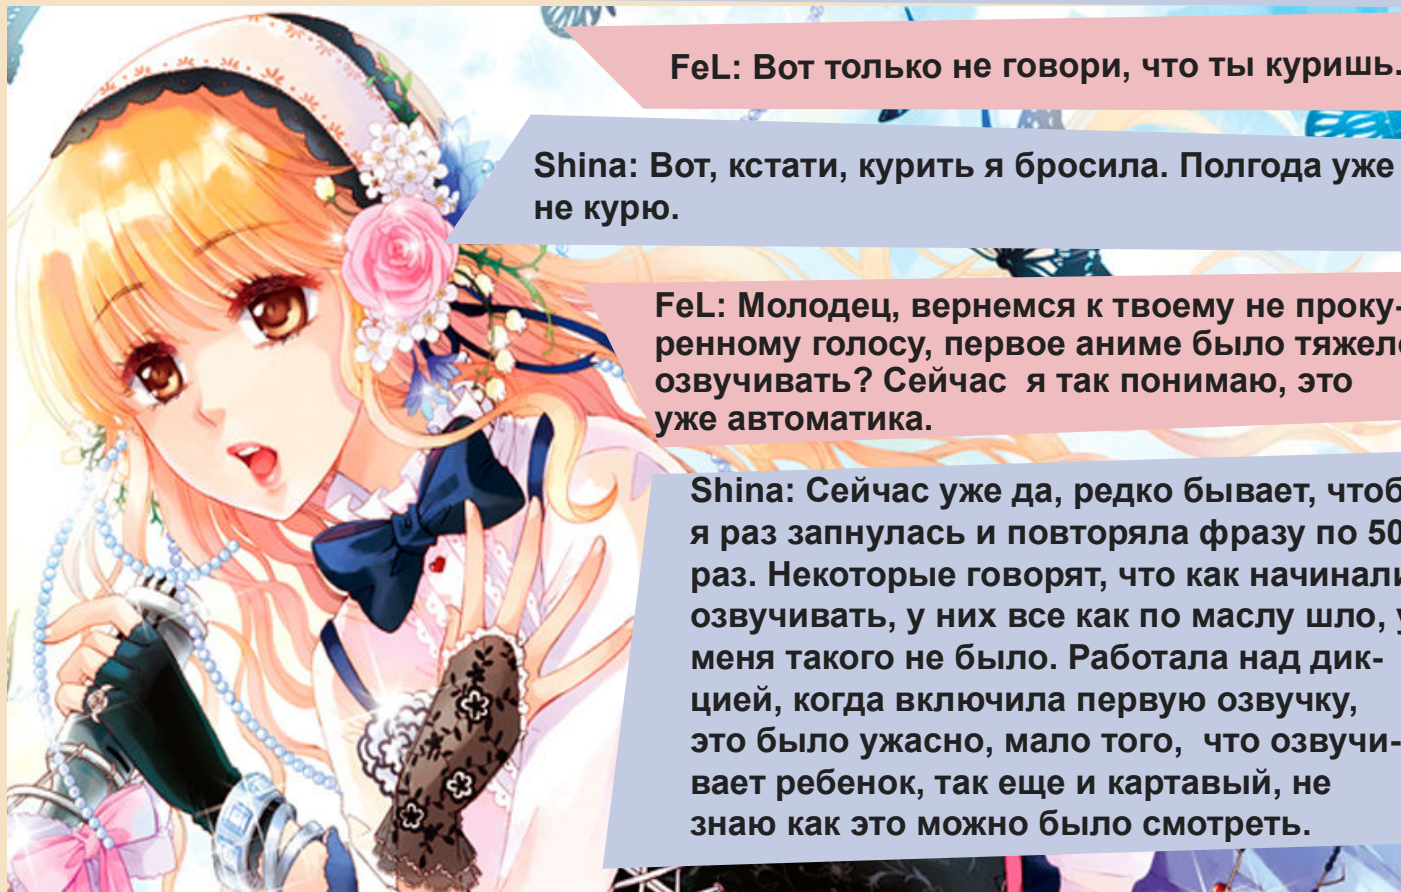 FeL: Вот только не говори, что ты куришь.
Shina: Вот, кстати, курить я бросила. Полгода уже
не курю.
FeL: Молодец, вернемся к твоему не проку-
ренному голосу, первое аниме было тяжело
озвучивать? Сейчас  я так понимаю, это
уже автоматика.
Shina: Сейчас уже да, редко бывает, чтоб
я раз запнулась и повторяла фразу по 50
раз. Некоторые говорят, что как начинали
озвучивать, у них все как по маслу шло, у
меня такого не было. Работала над дик-
цией, когда включила первую озвучку,
это было ужасно, мало того,  что озвучи-
вает ребенок, так еще и картавый, не
знаю как это можно было смотреть.